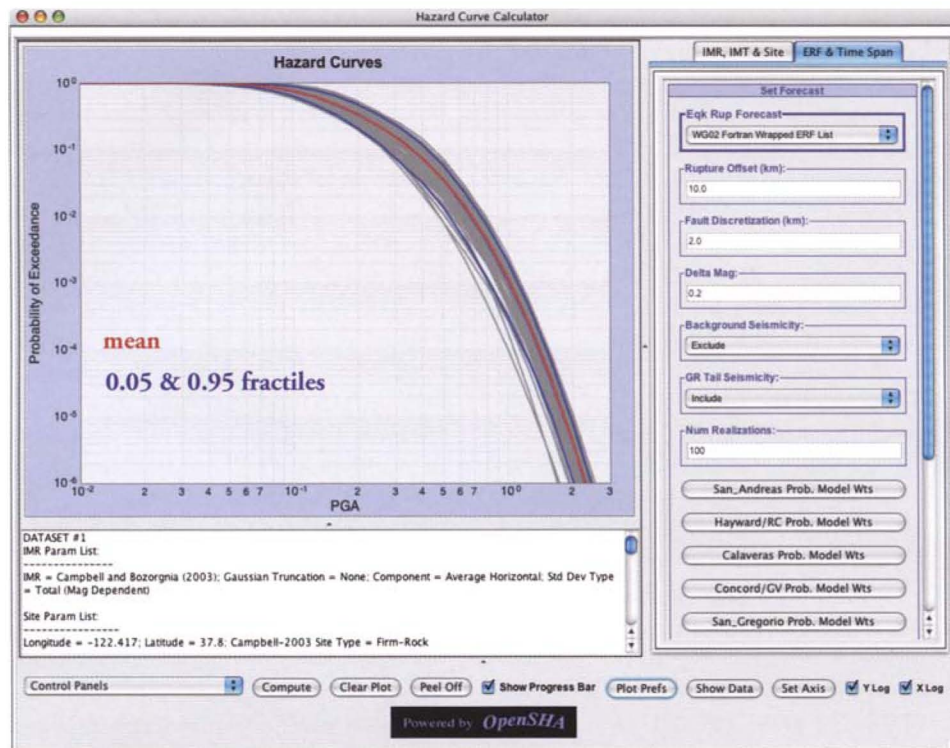 Hazard Curve Calculator
Hazard Curves
Probability of Exceedance
10^0
10^-1
10^-2
10^-3
10^-4
10^-5
10^-6
mean
0.05 & 0.95 fractiles
10^-2 2 3 4 5 6 7 10^-1 2 3 4 5 6 7 10^0 2 3
PGA
DATASET #1
IMR Param List:
---------------
IMR = Campbell and Bozorgnia (2003); Gaussian Truncation = None; Component = Average Horizontal; Std Dev Type
= Total (Mag Dependent)
Site Param List:
----------------
Longitude = -122.417; Latitude = 37.8; Campbell-2003 Site Type = Firm-Rock
IMR, IMT & Site ERF & Time Span
Set Forecast
Eqk Rup Forecast
WG02 Fortran Wrapped ERF List
Rupture Offset (km):
10.0
Fault Discretization (km):
2.0
Delta Mag:
0.2
Background Seismicity:
Exclude
GR Tail Seismicity:
Include
Num Realizations:
100
San_Andreas Prob. Model Wts
Hayward/RC Prob. Model Wts
Calaveras Prob. Model Wts
Concord/GV Prob. Model Wts
San_Gregorio Prob. Model Wts
Control Panels Compute Clear Plot Peel Off Show Progress Bar Plot Prefs Show Data Set Axis Y Log X Log
Powered by OpenSHA